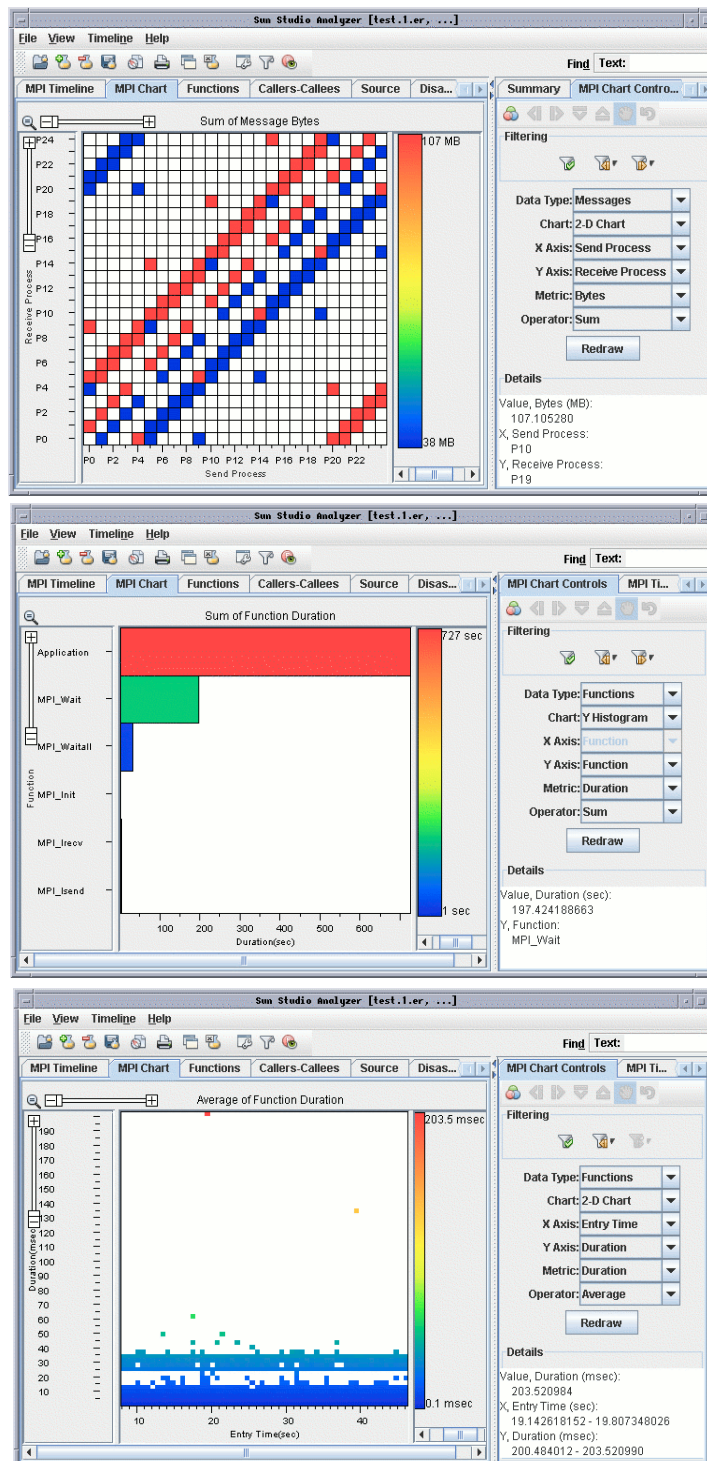 Sun Studio Analyzer [test.1.er, ...]
File View Timeline Help
Find Text:
MPI Timeline MPI Chart Functions Callers-Callees Source Disa...
Summary MPI Chart Contro...
Sum of Message Bytes
Filtering
P24
P22
P20
P18
P16
P14
P12
P10
P8
P6
P4
P2
P0
Receive Process
P0 P2 P4 P6 P8 P10 P12 P14 P16 P18 P20 P22
Send Process
107 MB
38 MB
Data Type: Messages
Chart: 2-D Chart
X Axis: Send Process
Y Axis: Receive Process
Metric: Bytes
Operator: Sum
Redraw
Details
Value, Bytes (MB):
107.105280
X, Send Process:
P10
Y, Receive Process:
P19
Sun Studio Analyzer [test.1.er, ...]
File View Timeline Help
Find Text:
MPI Timeline MPI Chart Functions Callers-Callees Source Disas...
MPI Chart Controls MPI Ti...
Sum of Function Duration
Filtering
Application
MPI_Wait
MPI_Waitall
MPI_Init
MPI_Irecv
MPI_Isend
Function
100 200 300 400 500 600
Duration(sec)
727 sec
1 sec
Data Type: Functions
Chart: Y Histogram
X Axis: Function
Y Axis: Function
Metric: Duration
Operator: Sum
Redraw
Details
Value, Duration (sec):
197.424188663
Y, Function:
MPI_Wait
Sun Studio Analyzer [test.1.er, ...]
File View Timeline Help
Find Text:
MPI Timeline MPI Chart Functions Callers-Callees Source Disas...
MPI Chart Controls MPI Ti...
Average of Function Duration
Filtering
190
180
170
160
150
140
130
120
110
100
90
80
70
60
50
40
30
20
10
Duration(msec)
10 20 30 40
Entry Time(sec)
203.5 msec
0.1 msec
Data Type: Functions
Chart: 2-D Chart
X Axis: Entry Time
Y Axis: Duration
Metric: Duration
Operator: Average
Redraw
Details
Value, Duration (msec):
203.520984
X, Entry Time (sec):
19.142618152 - 19.807348026
Y, Duration (msec):
200.484012 - 203.520990